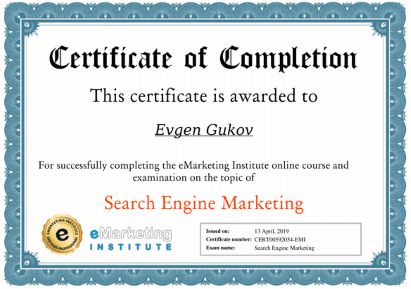 Certificate of Completion
This certificate is awarded to
Evgen Gukov
For successfully completing the eMarketing Institute online course and
examination on the topic of
Search Engine Marketing
e
eMarketing
INSTITUTE
Issued on: 13 April, 2019
Certificate number: CERT00592054-EMI
Exam name: Search Engine Marketing